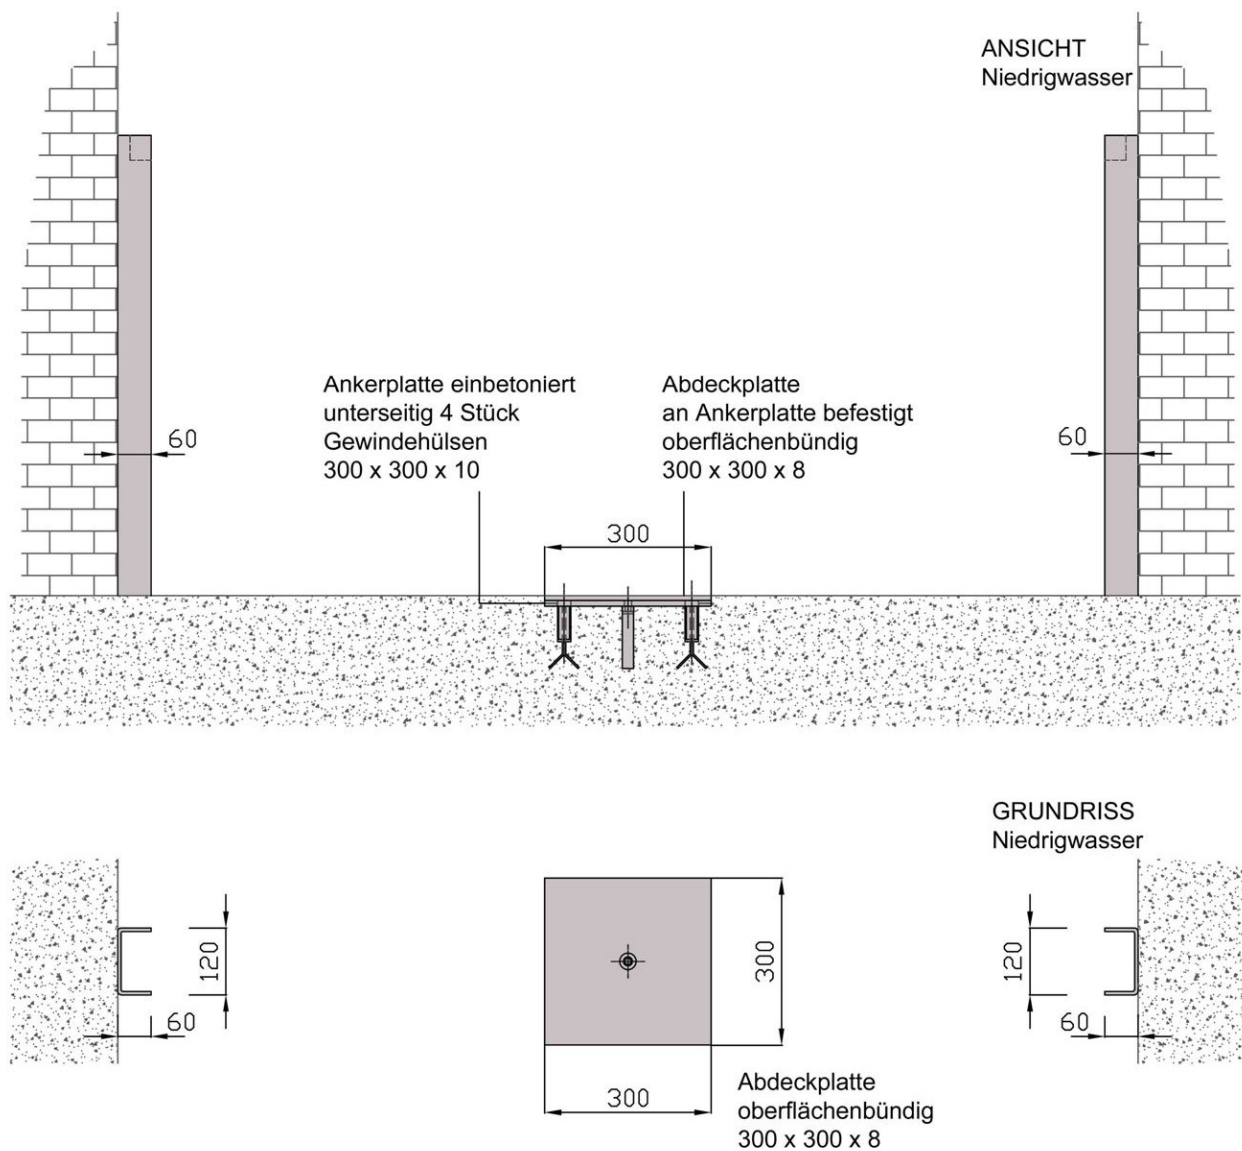 ANSICHT
Niedrigwasser
Ankerplatte einbetoniert
unterseitig 4 Stück
Gewindehülsen
300 x 300 x 10
Abdeckplatte
an Ankerplatte befestigt
oberflächenbündig
300 x 300 x 8
60
60
300
GRUNDRISS
Niedrigwasser
120
60
300
300
120
60
Abdeckplatte
oberflächenbündig
300 x 300 x 8